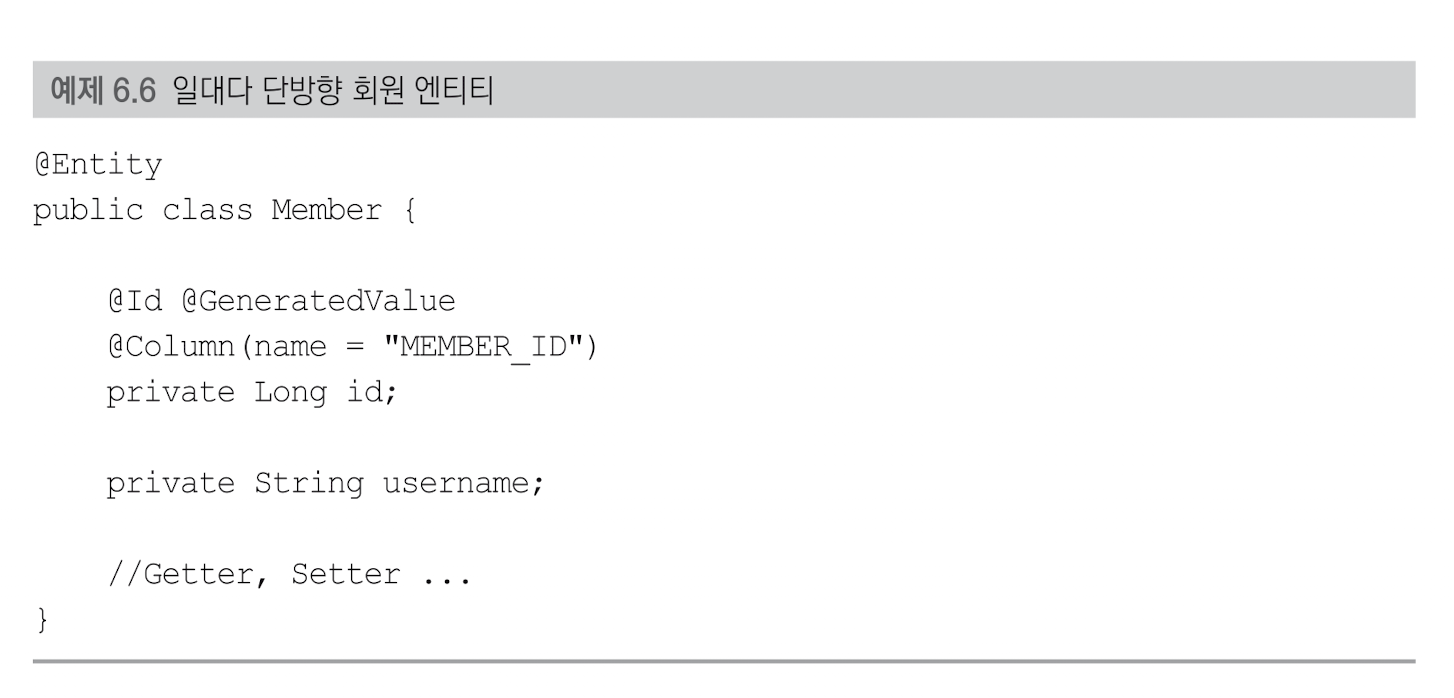 예제 6.6 일대다 단방향 회원 엔티티
@Entity
public class Member {
    @Id @GeneratedValue
    @Column(name = "MEMBER_ID")
    private Long id;
    private String username;
    //Getter, Setter ...
}